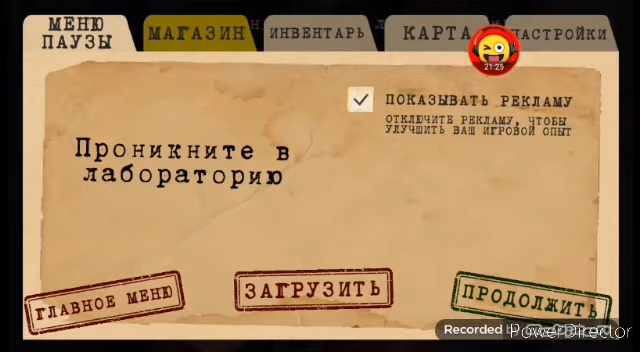 МЕНЮ
ПАУЗЫ
МАГАЗИН
ИНВЕНТАРЬ
КАРТА
НАСТРОЙКИ
21:25
ПОКАЗЫВАТЬ РЕКЛАМУ
ОТКЛЮЧИТЕ РЕКЛАМУ, ЧТОБЫ
УЛУЧШИТЬ ВАШ ИГРОВОЙ ОПЫТ
Проникните в
лабораторию
ГЛАВНОЕ МЕНЮ
ЗАГРУЗИТЬ
ПРОДОЛЖИТЬ
Recorded
PowerDirector